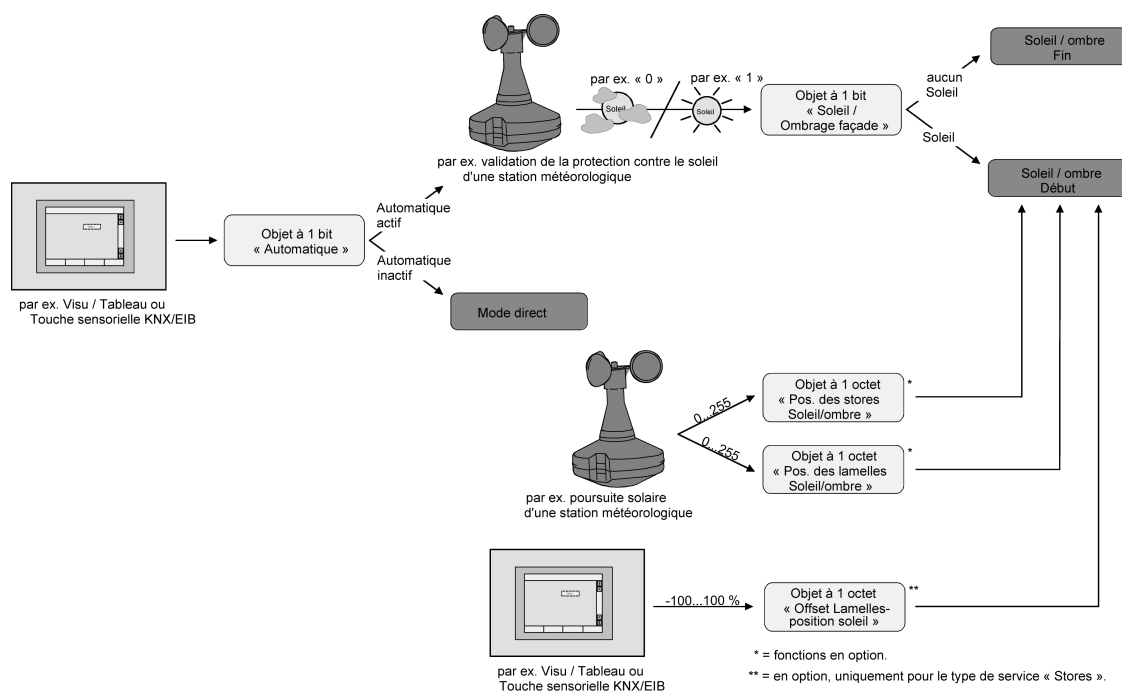 Soleil / ombre
Fin
par ex. « 0 »
par ex. « 1 »
aucun
Soleil
Soleil
Soleil
Objet à 1 bit
« Soleil /
Ombrage façade »
Soleil
par ex. validation de la protection contre le soleil
d'une station météorologique
Soleil / ombre
Début
Automatique
actif
Objet à 1 bit
« Automatique »
Automatique
inactif
par ex. Visu / Tableau ou
Touche sensorielle KNX/EIB
Mode direct
Objet à 1 octet
« Pos. des stores
Soleil/ombre »
*
0...255
0...255
Objet à 1 octet
« Pos. des lamelles
Soleil/ombre »
*
par ex. poursuite solaire
d'une station météorologique
-100...100 %
Objet à 1 octet
« Offset Lamelles-
position soleil »
**
* = fonctions en option.
par ex. Visu / Tableau ou
Touche sensorielle KNX/EIB
** = en option, uniquement pour le type de service « Stores ».